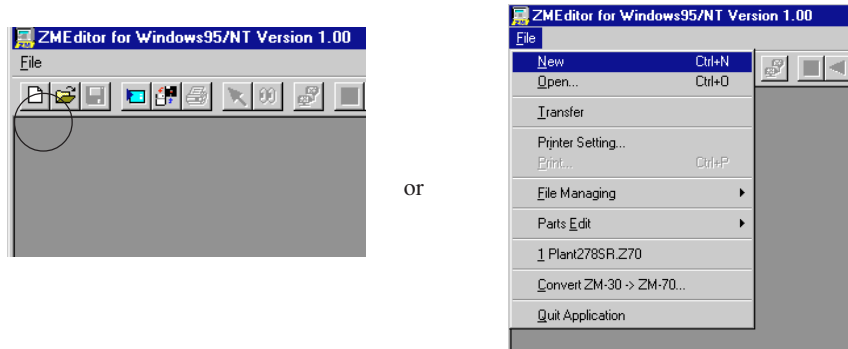 ZMEditor for Windows95/NT Version 1.00
File
or
ZMEditor for Windows95/NT Version 1.00
File
New Ctrl+N
Open... Ctrl+O
Transfer
Printer Setting...
Print... Ctrl+P
File Managing
Parts Edit
1 Plant278SR.Z70
Convert ZM-30 -> ZM-70...
Quit Application